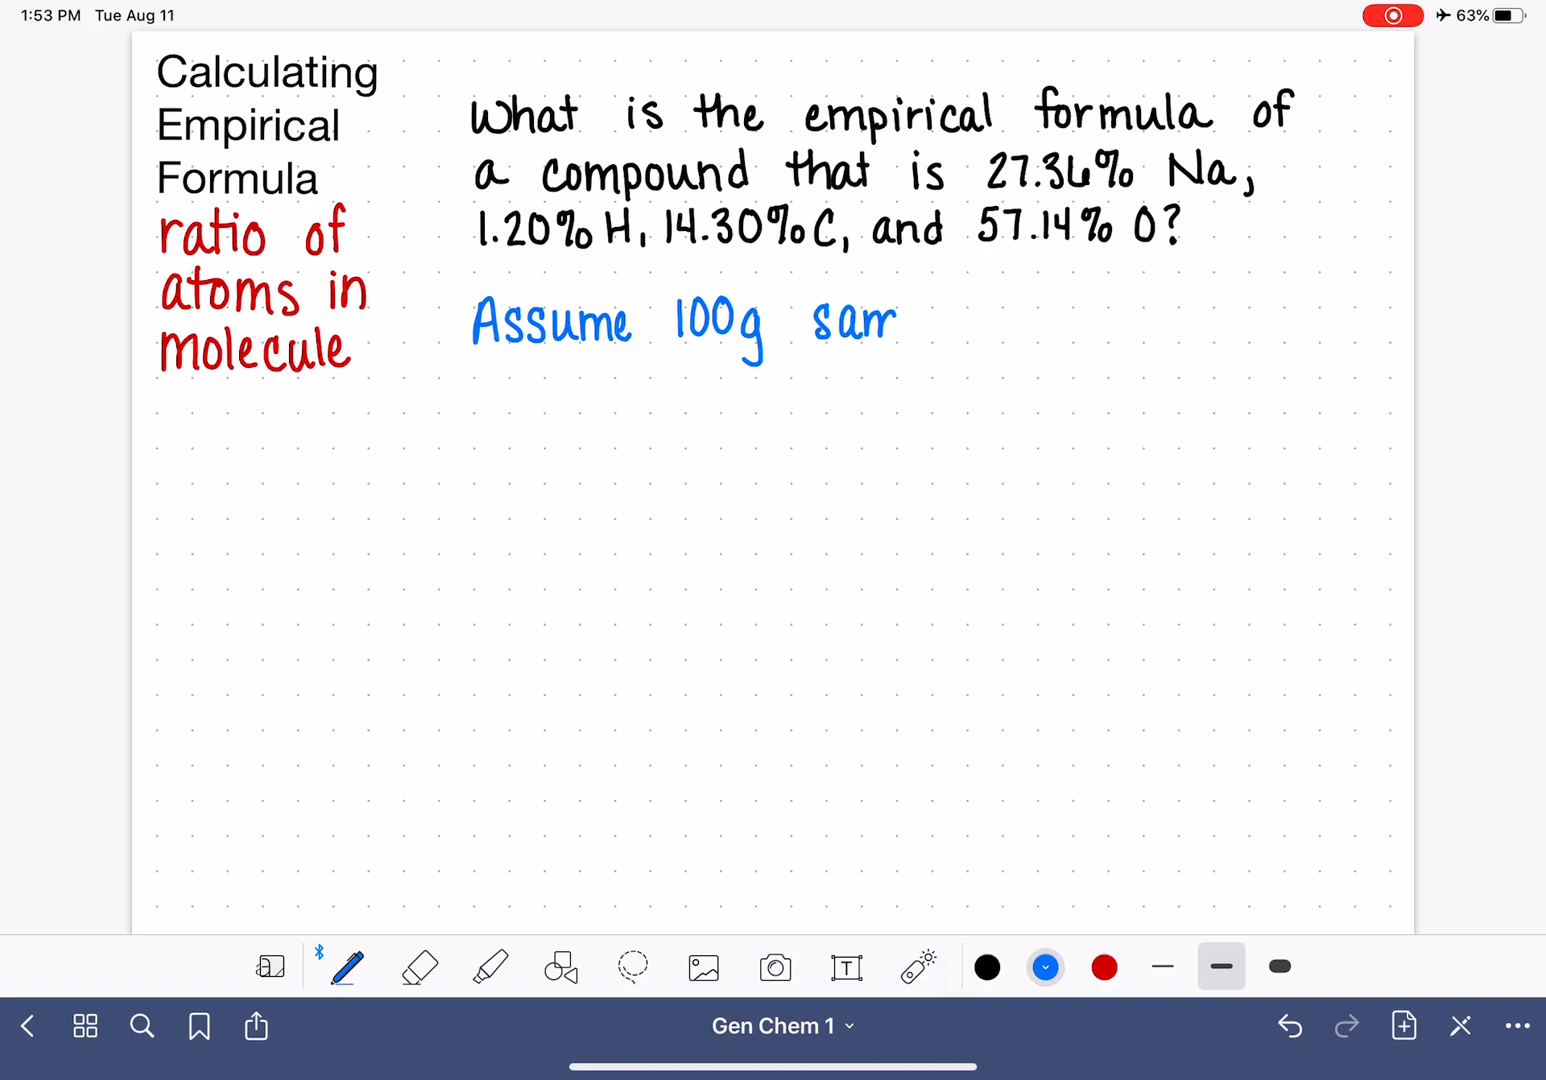 1:53 PM Tue Aug 11
63%
Calculating
Empirical
Formula
ratio of
atoms in
molecule
What is the empirical formula of
a compound that is 27.36% Na,
1.20% H, 14.30% C, and 57.14% O?
Assume 100g sam
Gen Chem 1